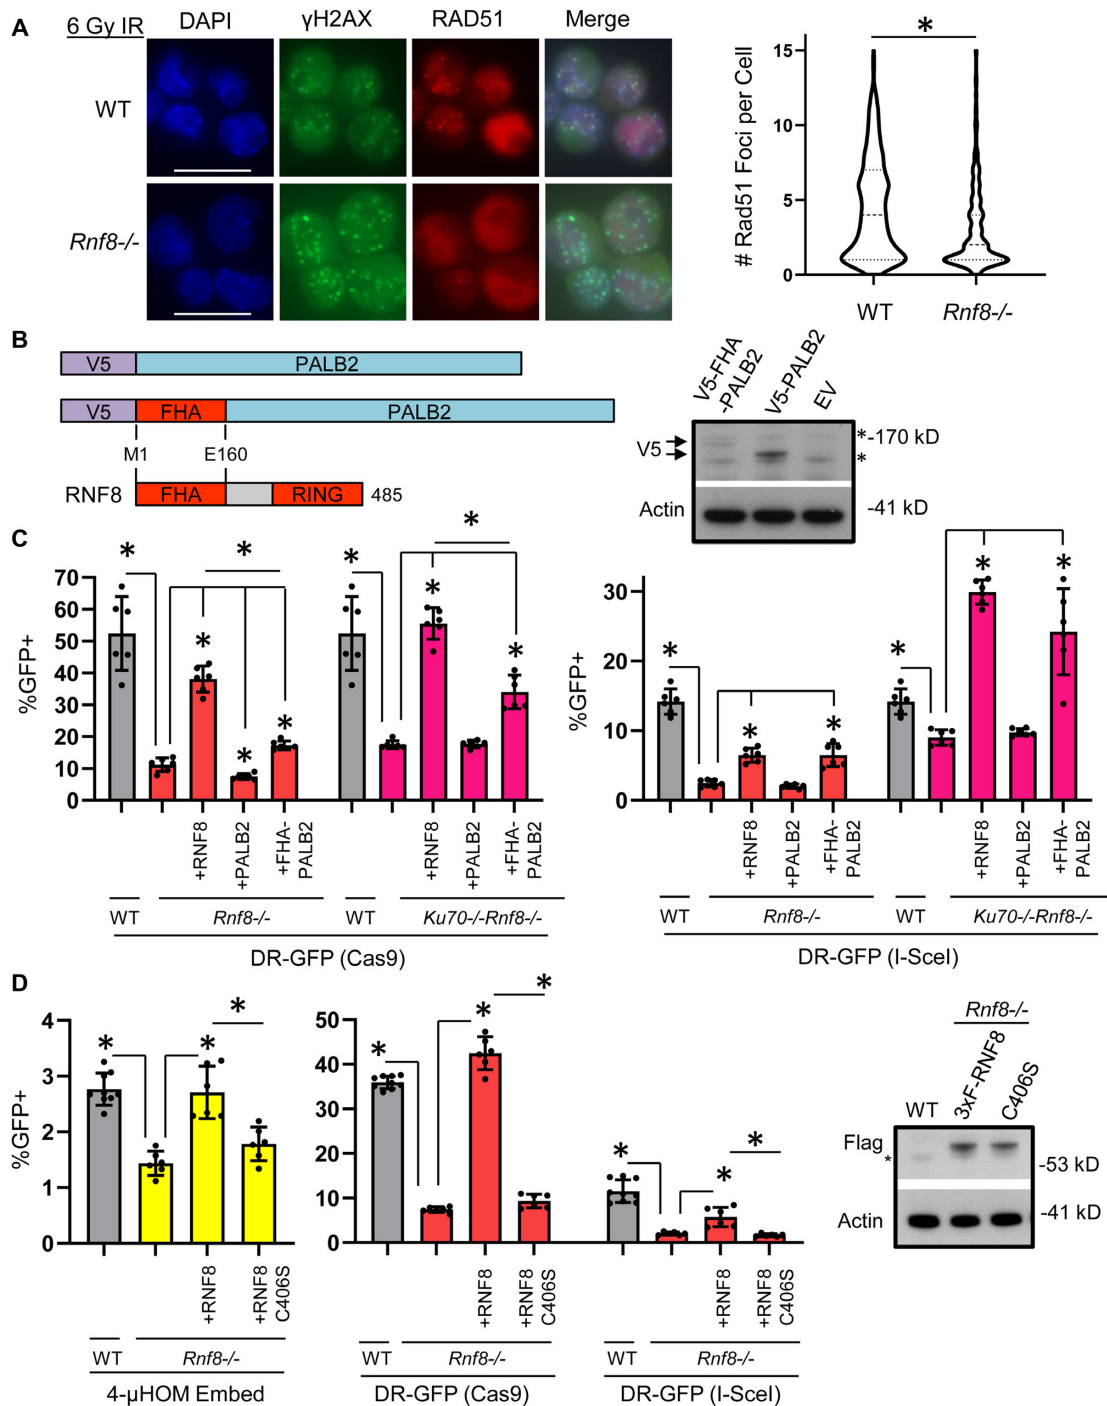 A
6 Gy IR
DAPI
γH2AX
RAD51
Merge
WT
Rnf8-/-
# Rad51 Foci per Cell
15
10
5
0
*
WT
Rnf8-/-
B
V5
PALB2
V5
FHA
PALB2
M1
E160
RNF8
FHA
RING
485
V5-FHA
-PALB2
V5-PALB2
EV
V5
*-170 kD
*
Actin
-41 kD
C
%GFP+
70
60
50
40
30
20
10
0
* * * * * * * * *
+RNF8
+PALB2
+FHA-
PALB2
+RNF8
+PALB2
+FHA-
PALB2
WT
Rnf8-/-
WT
Ku70-/-Rnf8-/-
DR-GFP (Cas9)
%GFP+
30
20
10
0
* * * * * *
+RNF8
+PALB2
+FHA-
PALB2
+RNF8
+PALB2
+FHA-
PALB2
WT
Rnf8-/-
WT
Ku70-/-Rnf8-/-
DR-GFP (I-SceI)
D
%GFP+
4
3
2
1
0
* * *
+RNF8
+RNF8
C406S
WT
Rnf8-/-
4-μHOM Embed
50
40
30
20
10
0
* * *
* * *
+RNF8
+RNF8
C406S
+RNF8
+RNF8
C406S
WT
Rnf8-/-
WT
Rnf8-/-
DR-GFP (Cas9)
DR-GFP (I-SceI)
Rnf8-/-
WT
3xF-RNF8
C406S
Flag
*
-53 kD
Actin
-41 kD